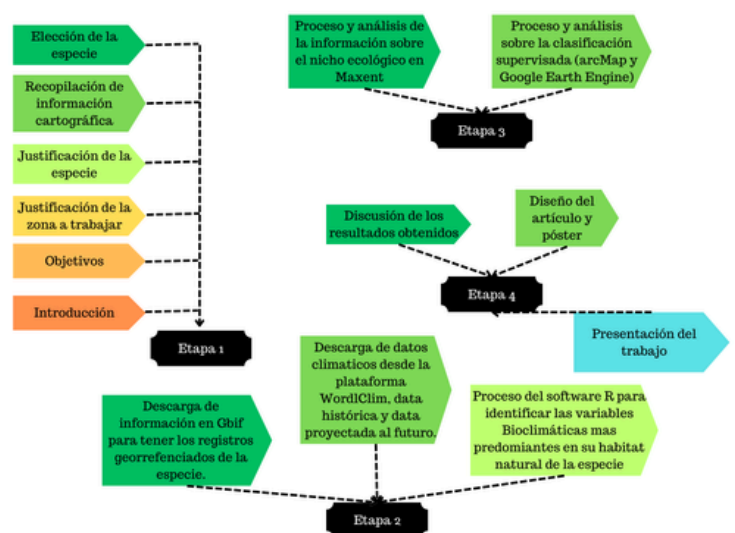 Elección de la
especie
Recopilación de
información
cartográfica
Justificación de la
especie
Justificación de la
zona a trabajar
Objetivos
Introducción
Etapa 1
Proceso y análisis de
la información sobre
el nicho ecológico en
Maxent
Proceso y análisis
sobre la clasificación
supervisada (arcMap y
Google Earth Engine)
Etapa 3
Discusión de los
resultados obtenidos
Diseño del
artículo y
póster
Etapa 4
Presentación del
trabajo
Descarga de
información en Gbif
para tener los registros
georrefenciados de la
especie.
Descarga de datos
climaticos desde la
plataforma
WordlClim, data
histórica y data
proyectada al futuro.
Proceso del software R para
identificar las variables
Bioclimáticas mas
predomiantes en su habitat
natural de la especie
Etapa 2